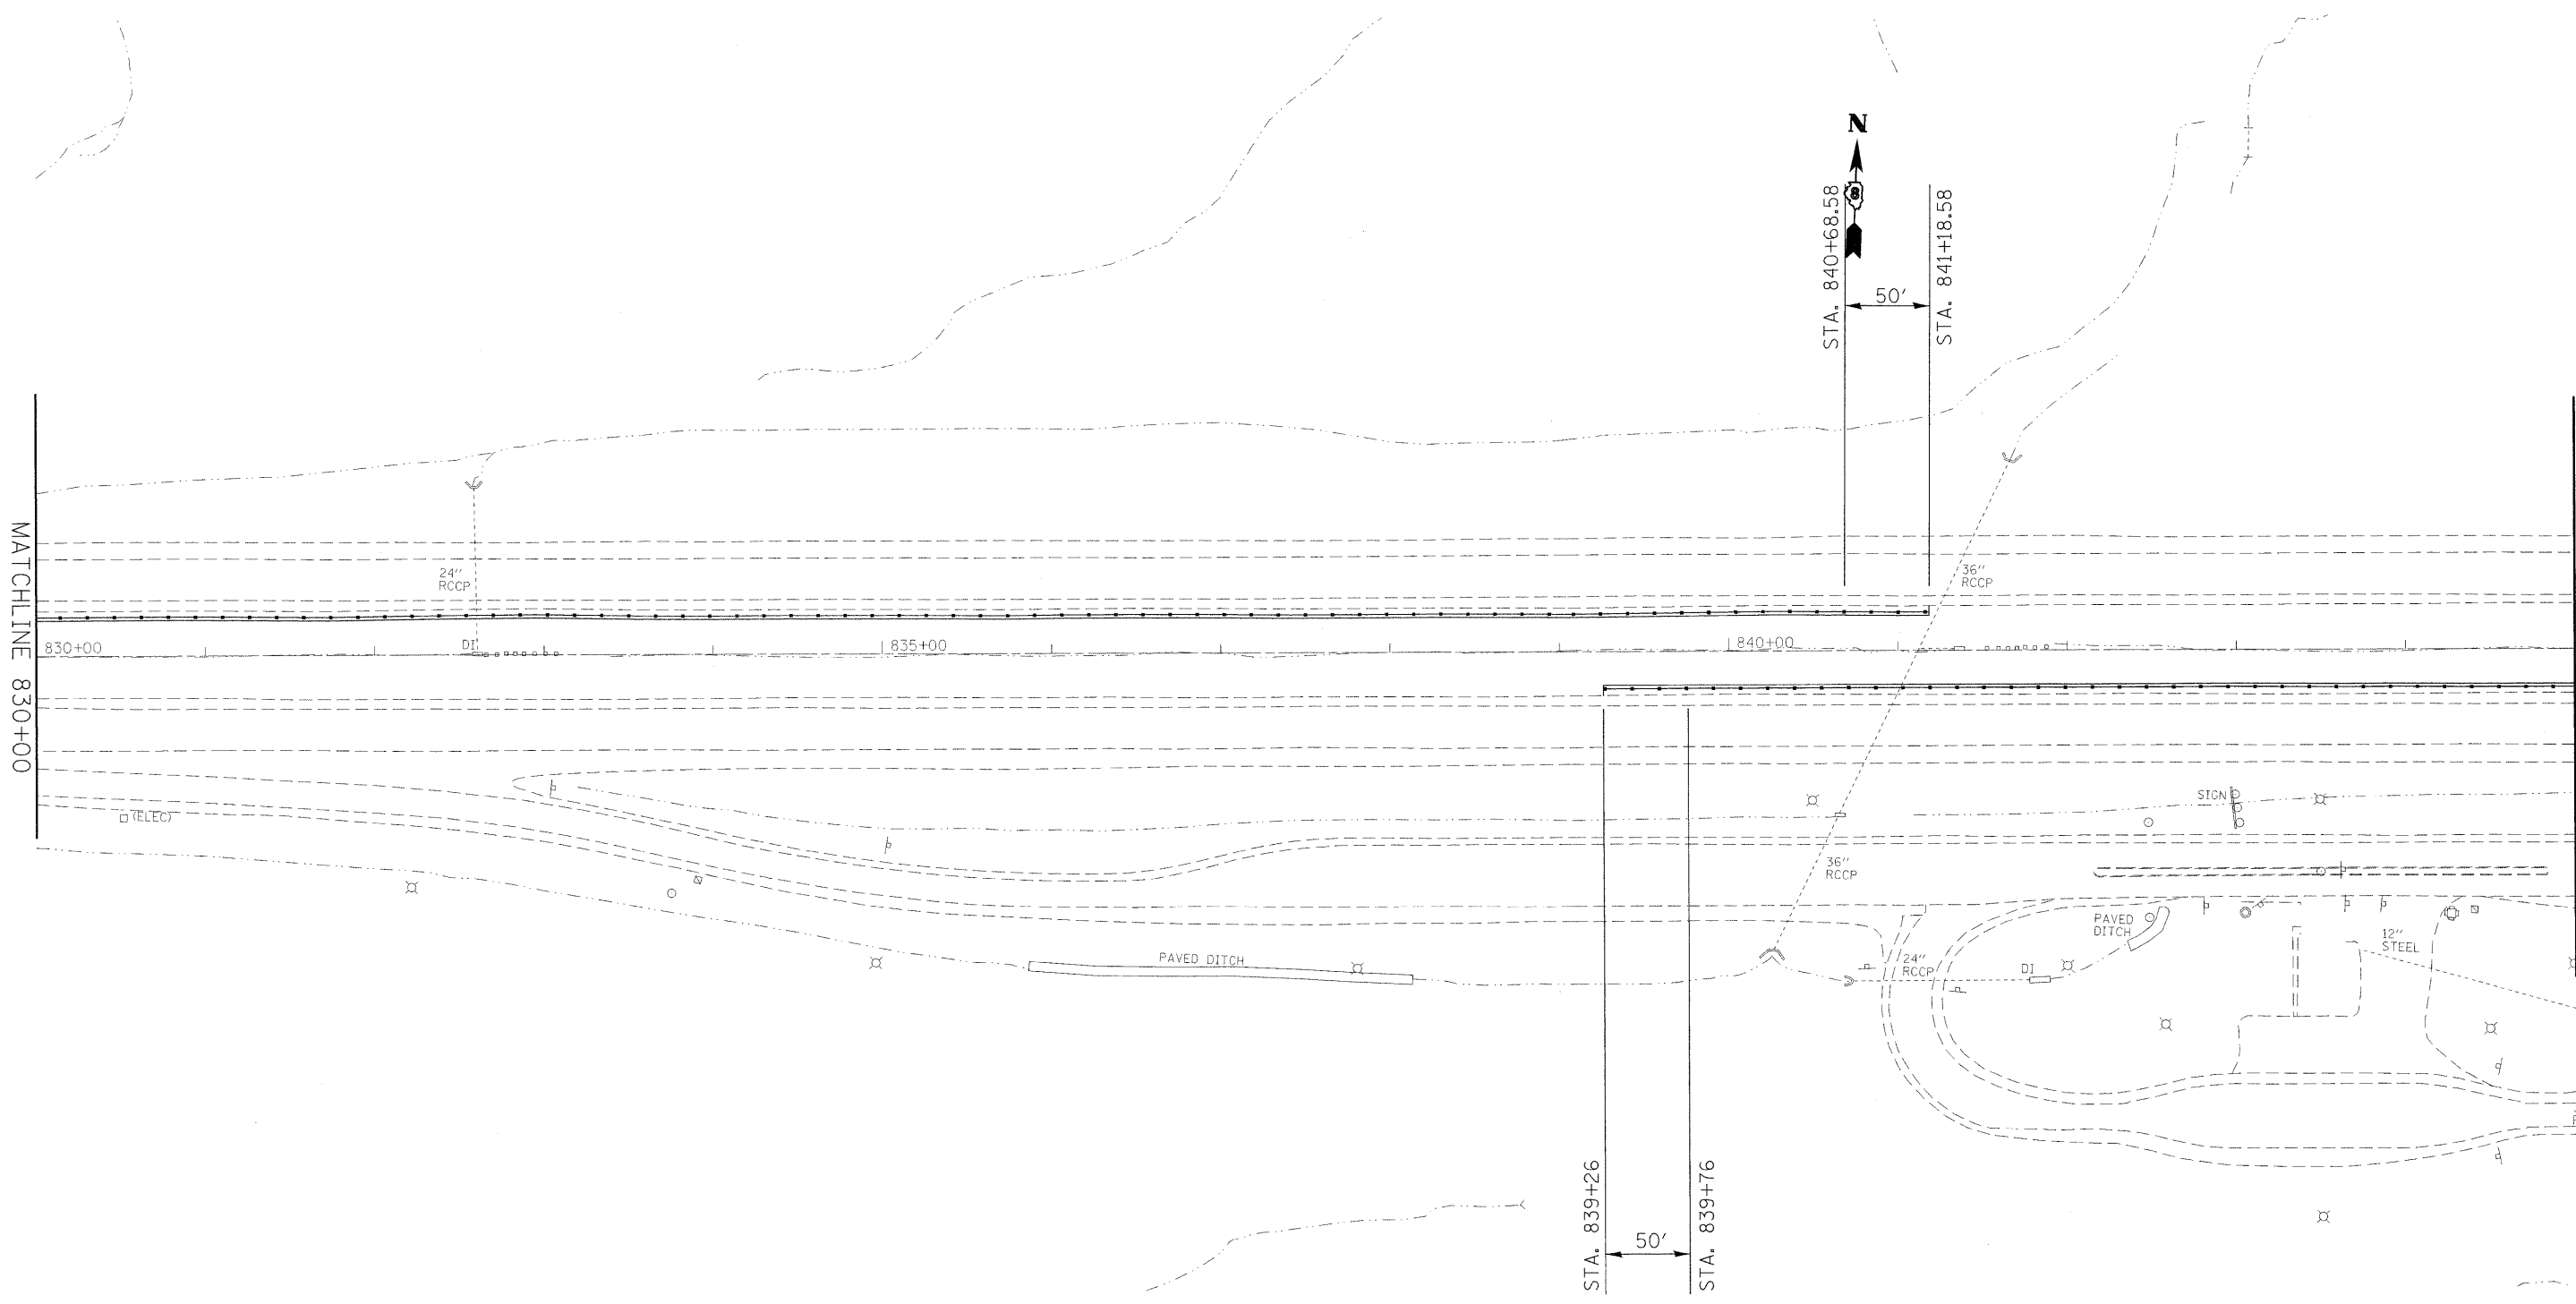 N
8
STA. 840+68.58
STA. 841+18.58
50'
MATCHLINE 830+00
24"
RCCP
36"
RCCP
830+00
DI
835+00
840+00
(ELEC)
SIGN
36"
RCCP
PAVED DITCH
24"
RCCP
DI
PAVED
DITCH
12"
STEEL
STA. 839+26
STA. 839+76
50'